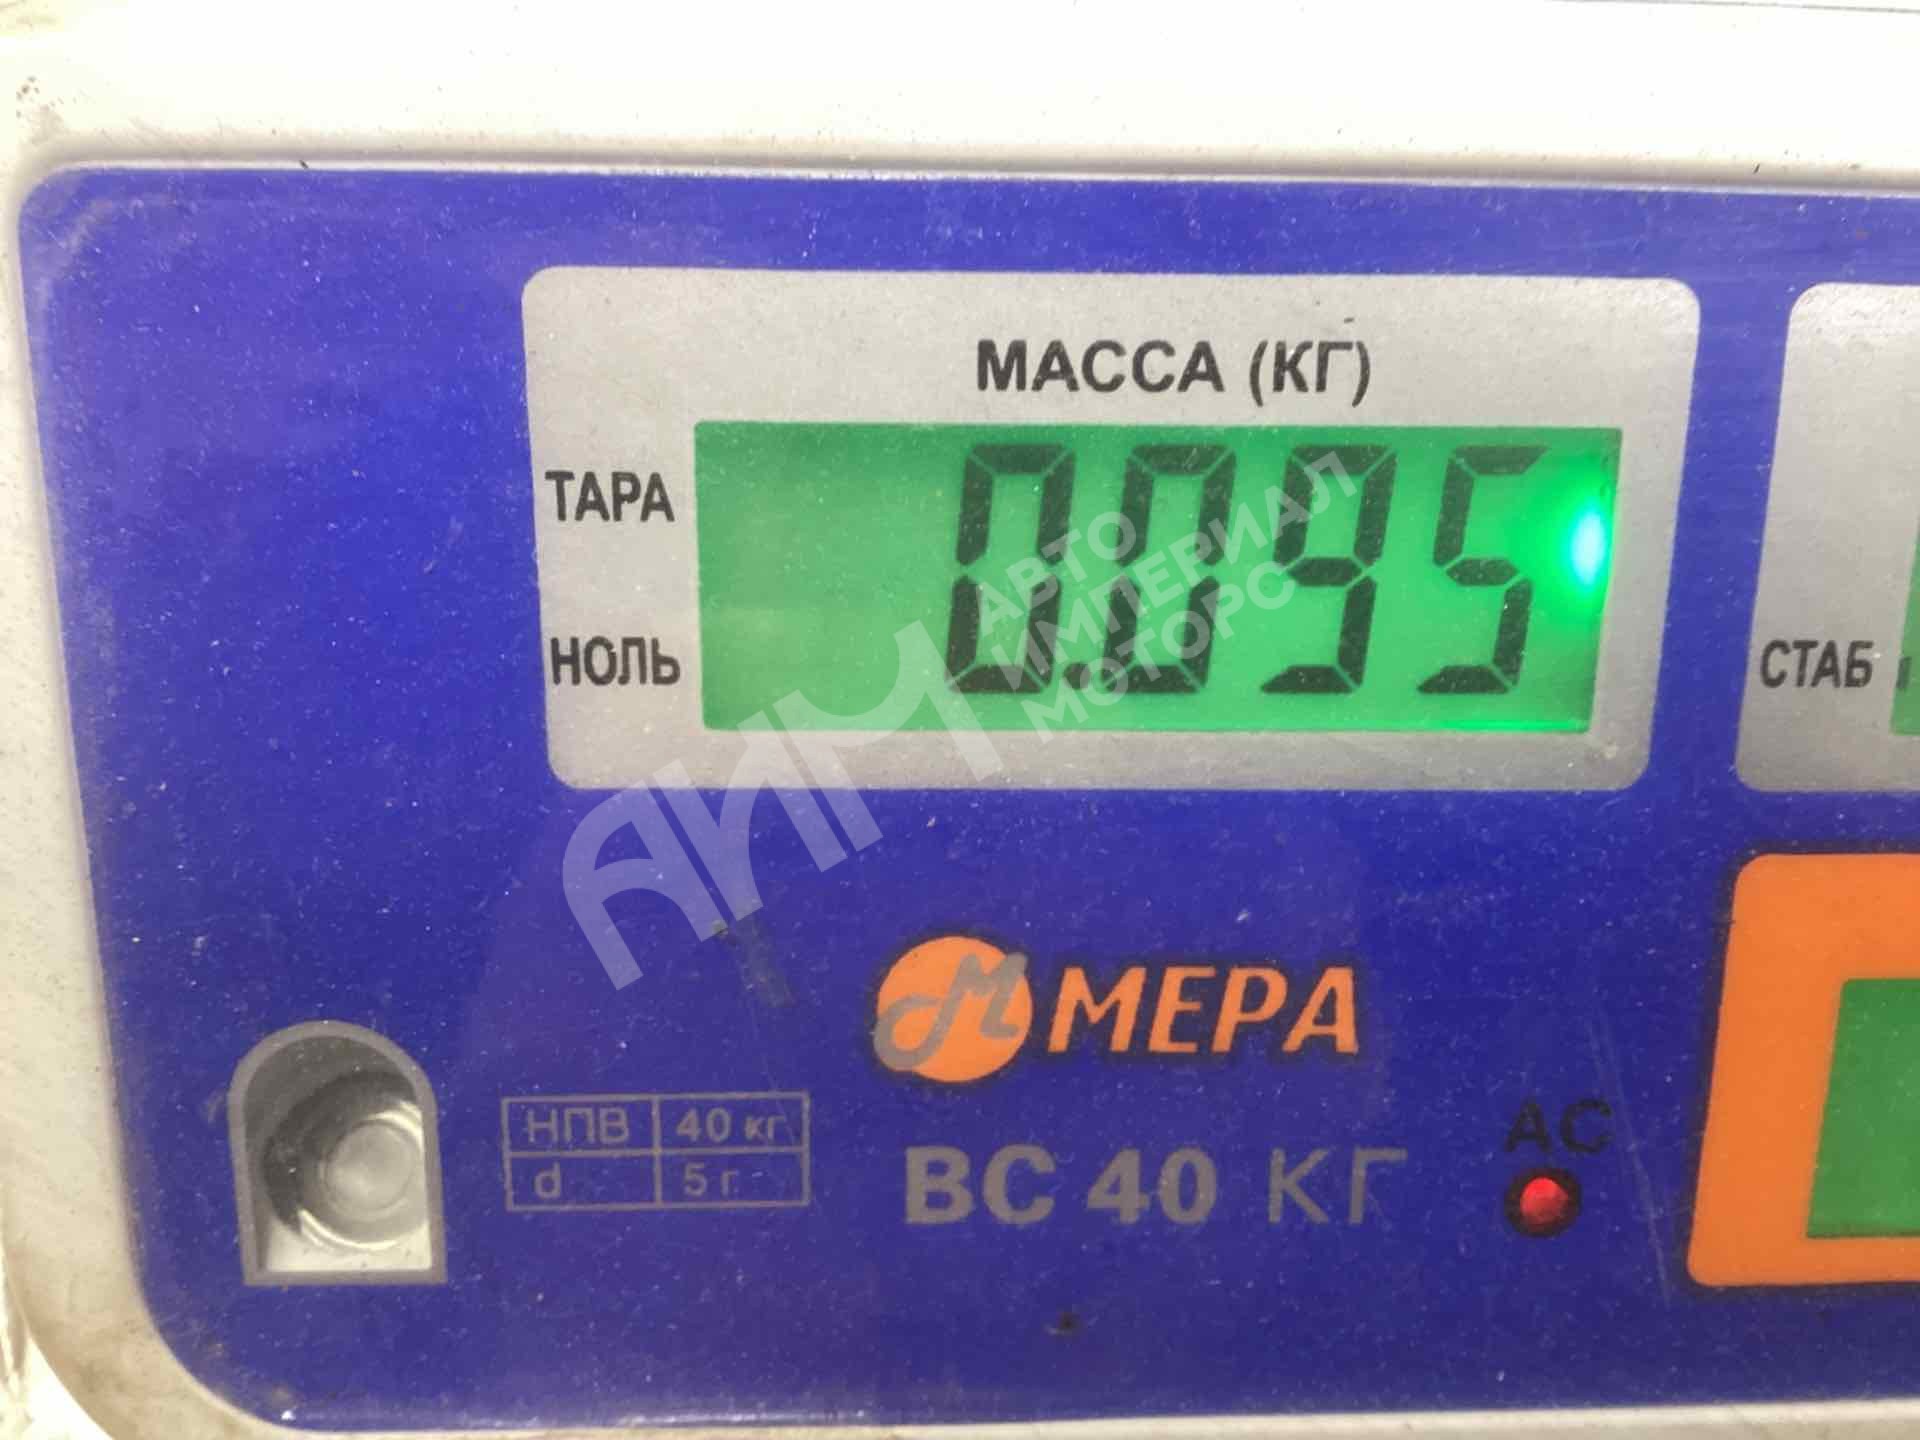 МАССА (КГ)
ТАРА
0.095
НОЛЬ
СТАБ
АВТО
ИМПЕРИАЛ
МОТОРС
АИМ
М МЕРА
НПВ 40 кг
d 5 г
ВС 40 КГ
AC